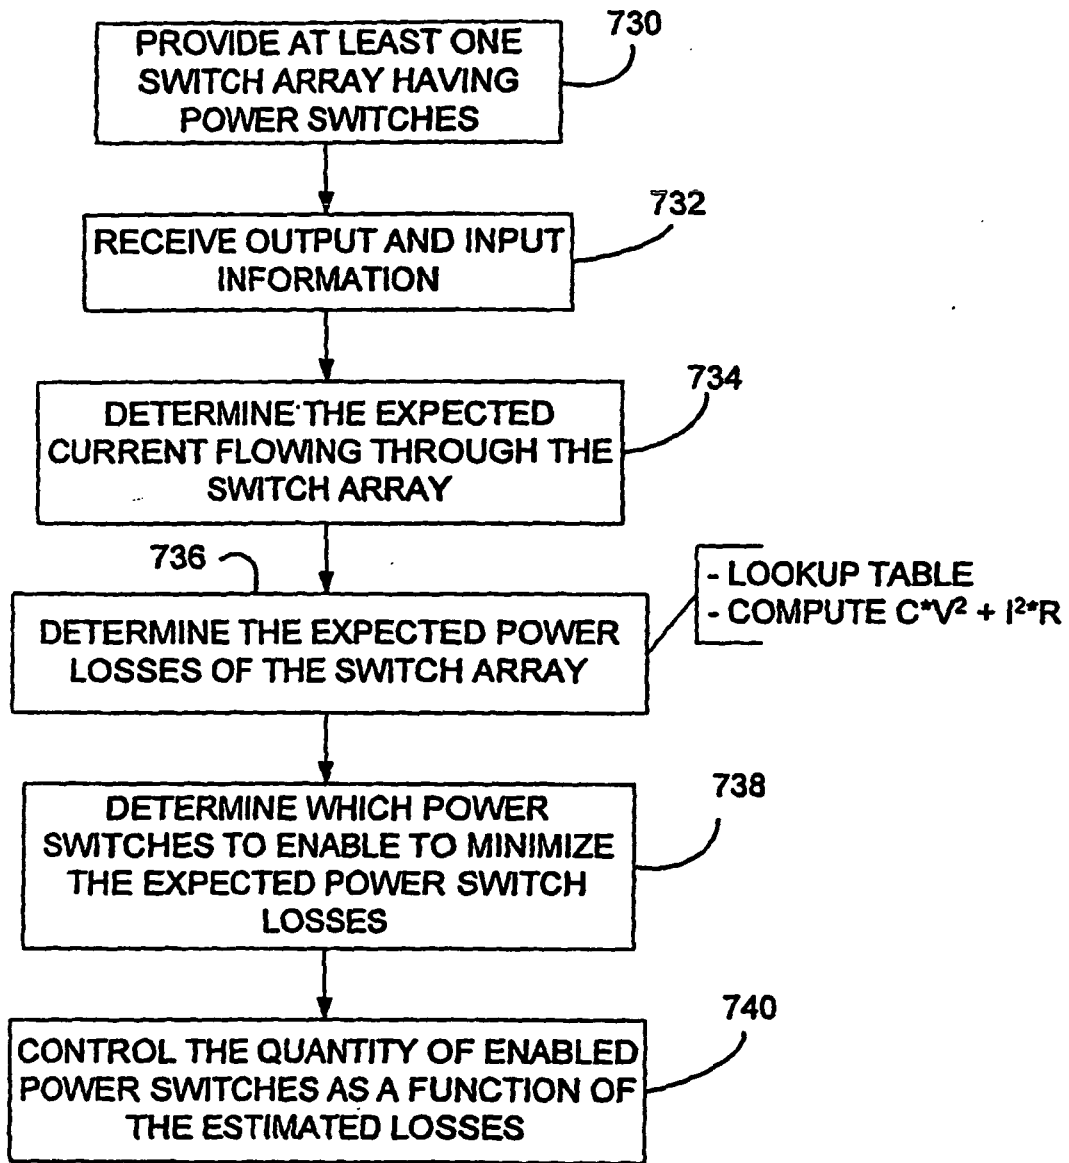 730
PROVIDE AT LEAST ONE
SWITCH ARRAY HAVING
POWER SWITCHES
732
RECEIVE OUTPUT AND INPUT
INFORMATION
734
DETERMINE THE EXPECTED
CURRENT FLOWING THROUGH THE
SWITCH ARRAY
736
DETERMINE THE EXPECTED POWER
LOSSES OF THE SWITCH ARRAY
- LOOKUP TABLE
- COMPUTE C*V² + I²*R
738
DETERMINE WHICH POWER
SWITCHES TO ENABLE TO MINIMIZE
THE EXPECTED POWER SWITCH
LOSSES
740
CONTROL THE QUANTITY OF ENABLED
POWER SWITCHES AS A FUNCTION OF
THE ESTIMATED LOSSES